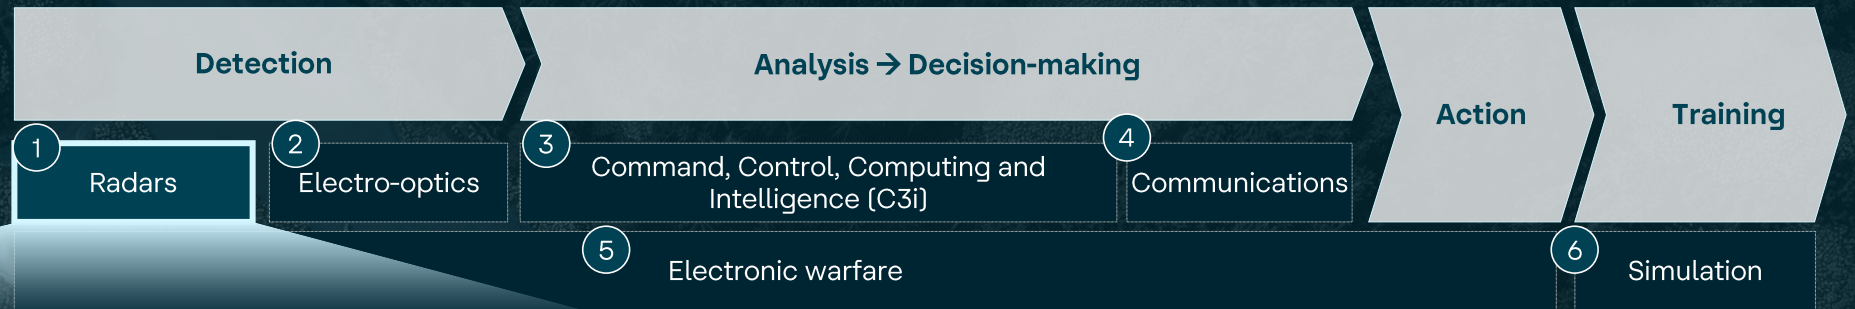 Detection
Analysis → Decision-making
Action
Training
1
Radars
2
Electro-optics
3
Command, Control, Computing and
Intelligence (C3i)
4
Communications
5
Electronic warfare
6
Simulation